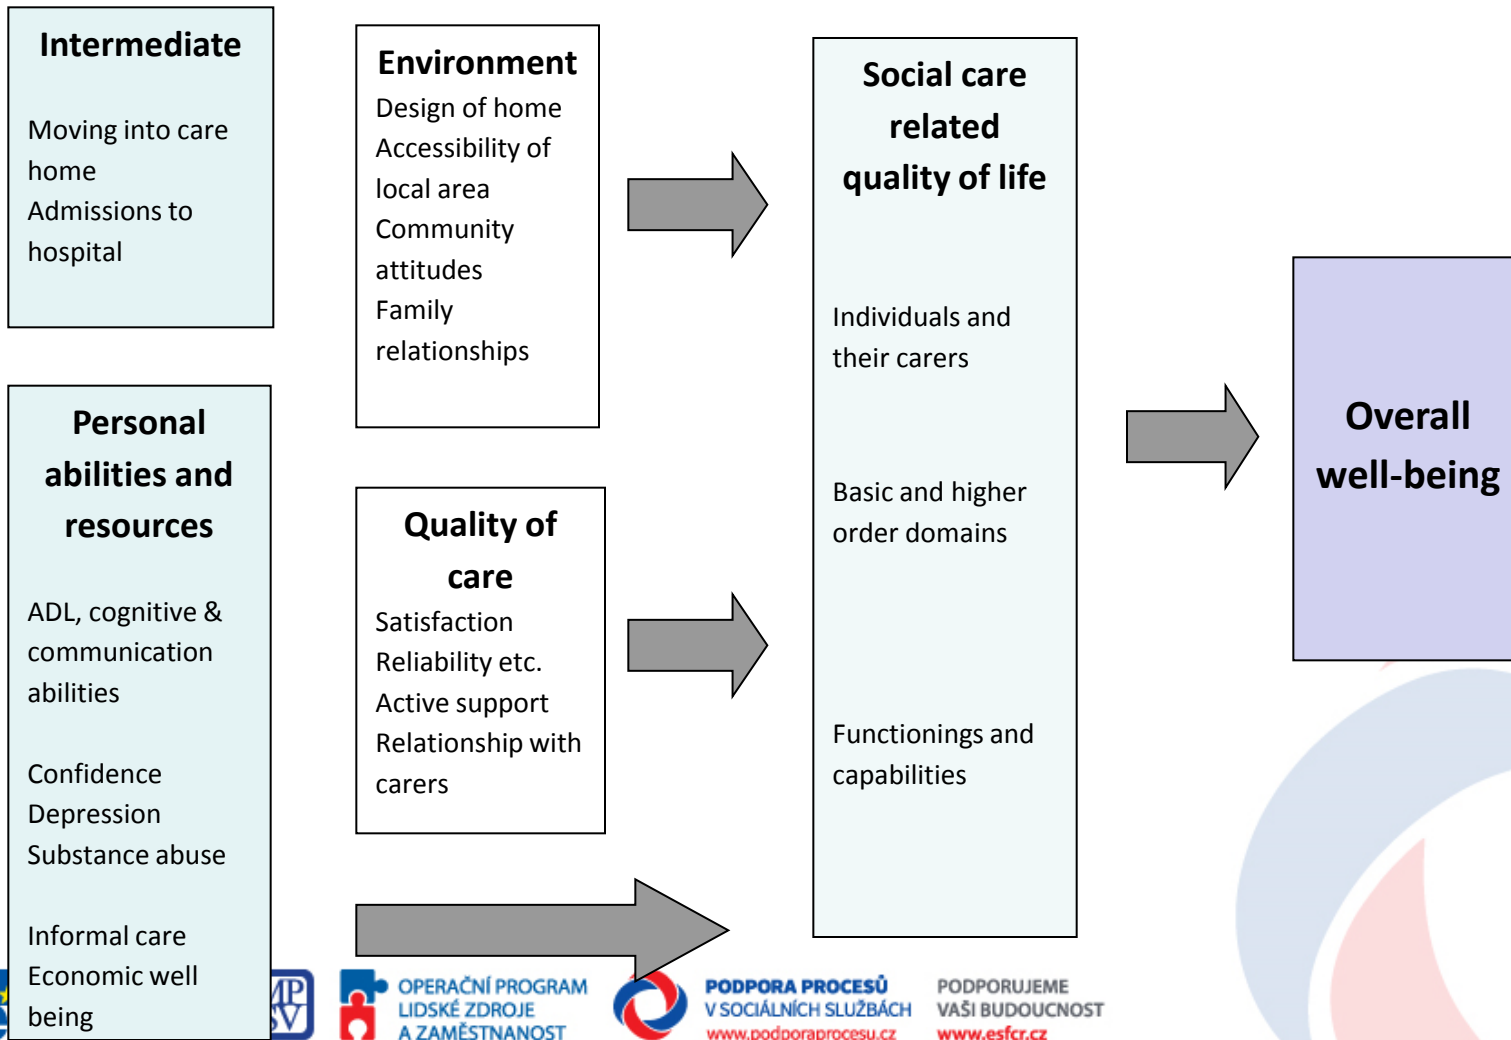 Intermediate
Moving into care
home
Admissions to
hospital
Personal
abilities and
resources
ADL, cognitive &
communication
abilities
Confidence
Depression
Substance abuse
Informal care
Economic well
being
Environment
Design of home
Accessibility of
local area
Community
attitudes
Family
relationships
Quality of
care
Satisfaction
Reliability etc.
Active support
Relationship with
carers
Social care
related
quality of life
Individuals and
their carers
Basic and higher
order domains
Functionings and
capabilities
Overall
well-being
OPERAČNÍ PROGRAM
LIDSKÉ ZDROJE
A ZAMĚSTNANOST
PODPORA PROCESŮ
V SOCIÁLNÍCH SLUŽBÁCH
www.podporaprocesu.cz
PODPORUJEME
VAŠI BUDOUCNOST
www.esfcr.cz